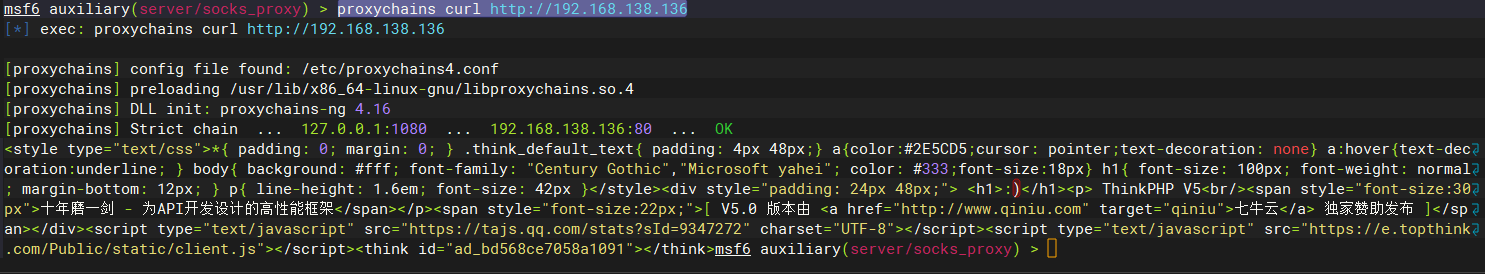 msf6 auxiliary(server/socks_proxy) > proxychains curl http://192.168.138.136
[*] exec: proxychains curl http://192.168.138.136
[proxychains] config file found: /etc/proxychains4.conf
[proxychains] preloading /usr/lib/x86_64-linux-gnu/libproxychains.so.4
[proxychains] DLL init: proxychains-ng 4.16
[proxychains] Strict chain  ...  127.0.0.1:1080  ...  192.168.138.136:80  ...  OK
<style type="text/css">*{ padding: 0; margin: 0; } .think_default_text{ padding: 4px 48px;} a{color:#2E5CD5;cursor: pointer;text-decoration: none} a:hover{text-dec
oration:underline; } body{ background: #fff; font-family: "Century Gothic","Microsoft yahei"; color: #333;font-size:18px} h1{ font-size: 100px; font-weight: normal
; margin-bottom: 12px; } p{ line-height: 1.6em; font-size: 42px }</style><div style="padding: 24px 48px;"> <h1>:)</h1><p> ThinkPHP V5<br/><span style="font-size:30
px">十年磨一剑 - 为API开发设计的高性能框架</span></p><span style="font-size:22px;">[ V5.0 版本由 <a href="http://www.qiniu.com" target="qiniu">七牛云</a> 独家赞助发布 ]</sp
an></div><script type="text/javascript" src="https://tajs.qq.com/stats?sId=9347272" charset="UTF-8"></script><script type="text/javascript" src="https://e.topthink
.com/Public/static/client.js"></script><think id="ad_bd568ce7058a1091"></think>msf6 auxiliary(server/socks_proxy) >